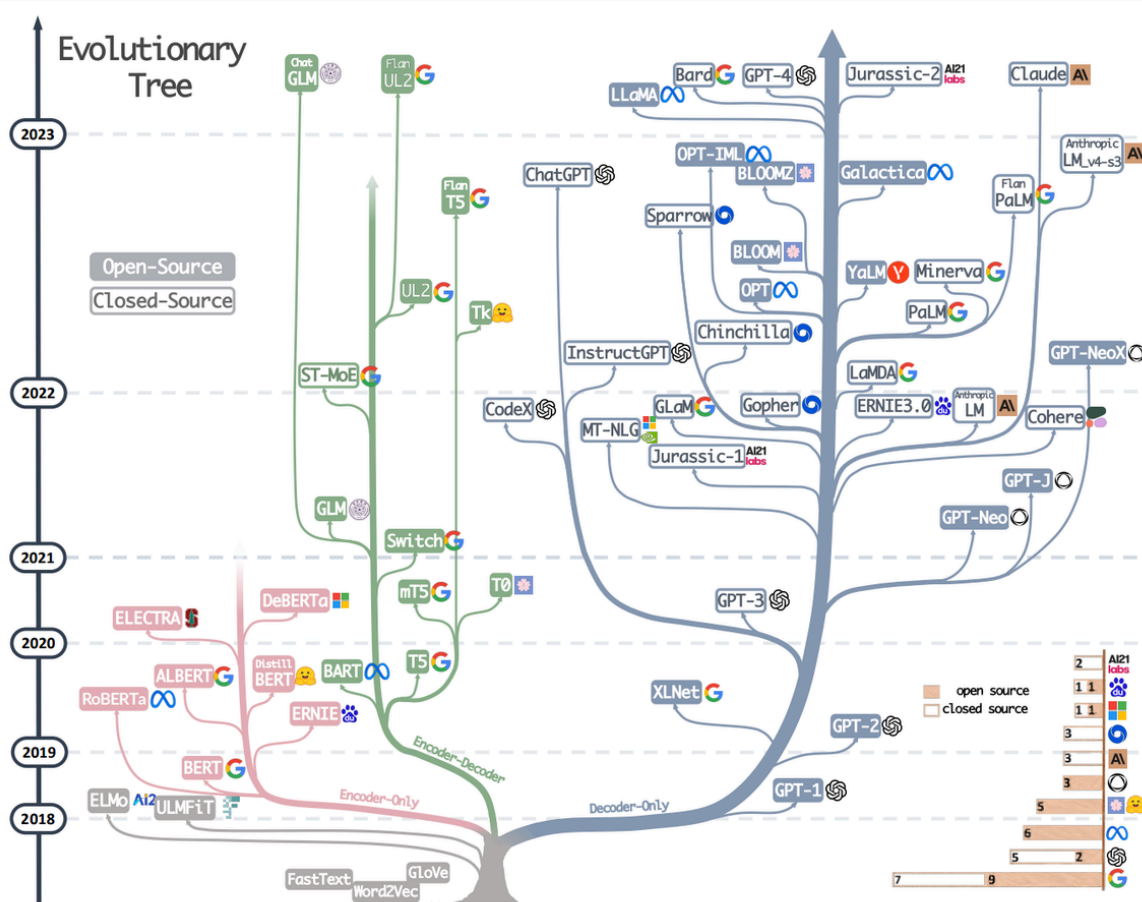 Evolutionary
Tree
2023
2022
2021
2020
2019
2018
Open-Source
Closed-Source
Chat
GLM
Flan
UL2
Flan
T5
UL2
Tk
ST-MoE
GLM
Switch
mT5
T0
DeBERTa
ELECTRA
Distill
BERT
BART
T5
ALBERT
RoBERTa
ERNIE
BERT
ELMo
Ai2
ULMFiT
Encoder-Only
Encoder-Decoder
Decoder-Only
FastText
Word2Vec
GloVe
Bard
GPT-4
Jurassic-2
AI21
labs
Claude
A\
LLaMA
ChatGPT
OPT-IML
BLOOMZ
Galactica
Anthropic
LM_v4-s3
Flan
PaLM
Sparrow
BLOOM
OPT
YaLM
Minerva
PaLM
Chinchilla
InstructGPT
GPT-NeoX
LaMDA
CodeX
GLaM
Gopher
ERNIE3.0
du
Anthropic
LM
A\
Cohere
MT-NLG
Jurassic-1
AI21
labs
GPT-J
GPT-Neo
GPT-3
XLNet
GPT-2
GPT-1
open source
closed source
2
AI21
labs
1 1
du
1 1
3
3
A\
3
5
6
5 2
7 9